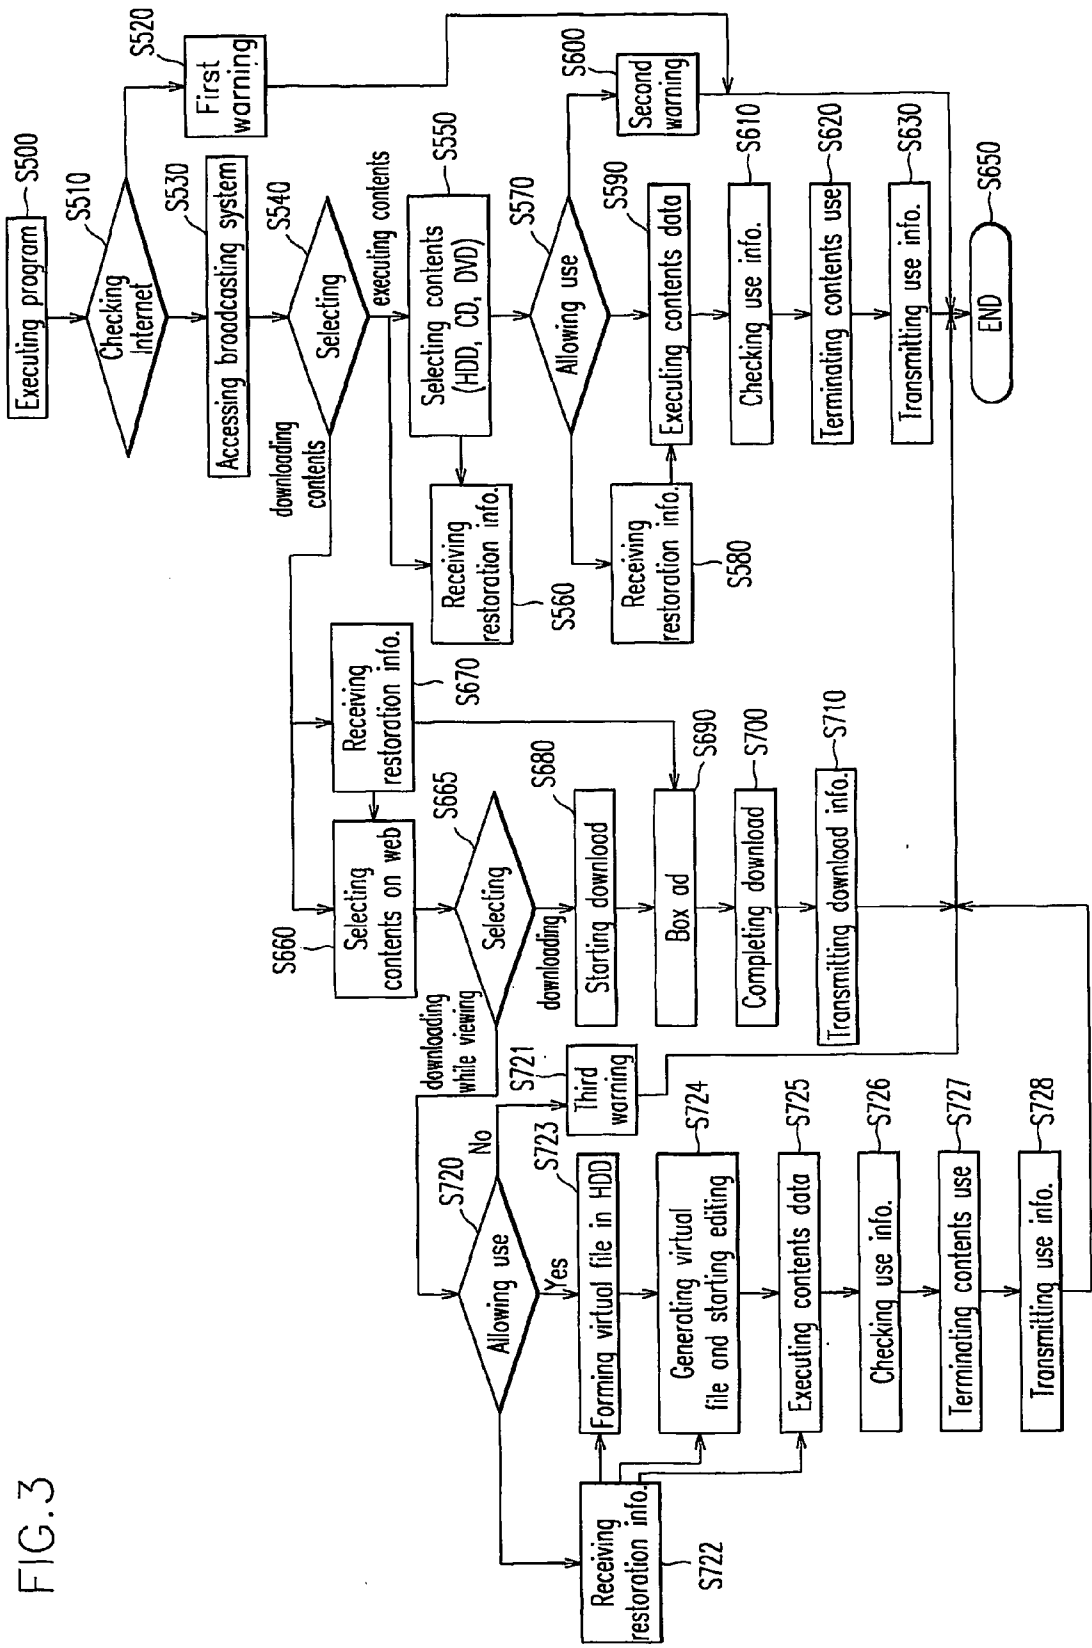 FIG.3
Executing program
S500
Checking
Internet
S510
First
warning
S520
Accessing broadcasting system
S530
Selecting
S540
downloading
contents
executing contents
Selecting contents
(HDD, CD, DVD)
S550
Receiving
restoration info.
S560
Allowing use
S570
Second
warning
S600
Receiving
restoration info.
S580
Executing contents data
S590
Checking use info.
S610
Terminating contents use
S620
Transmitting use info.
S630
END
S650
Receiving
restoration info.
S670
Selecting
contents on web
S660
Selecting
S665
downloading
while viewing
downloading
Starting download
S680
Box ad
S690
Completing download
S700
Transmitting download info.
S710
Allowing use
S720
No
Yes
Third
warning
S721
Receiving
restoration info.
S722
Forming virtual file in HDD
S723
Generating virtual
file and starting editing
S724
Executing contents data
S725
Checking use info.
S726
Terminating contents use
S727
Transmitting use info.
S728